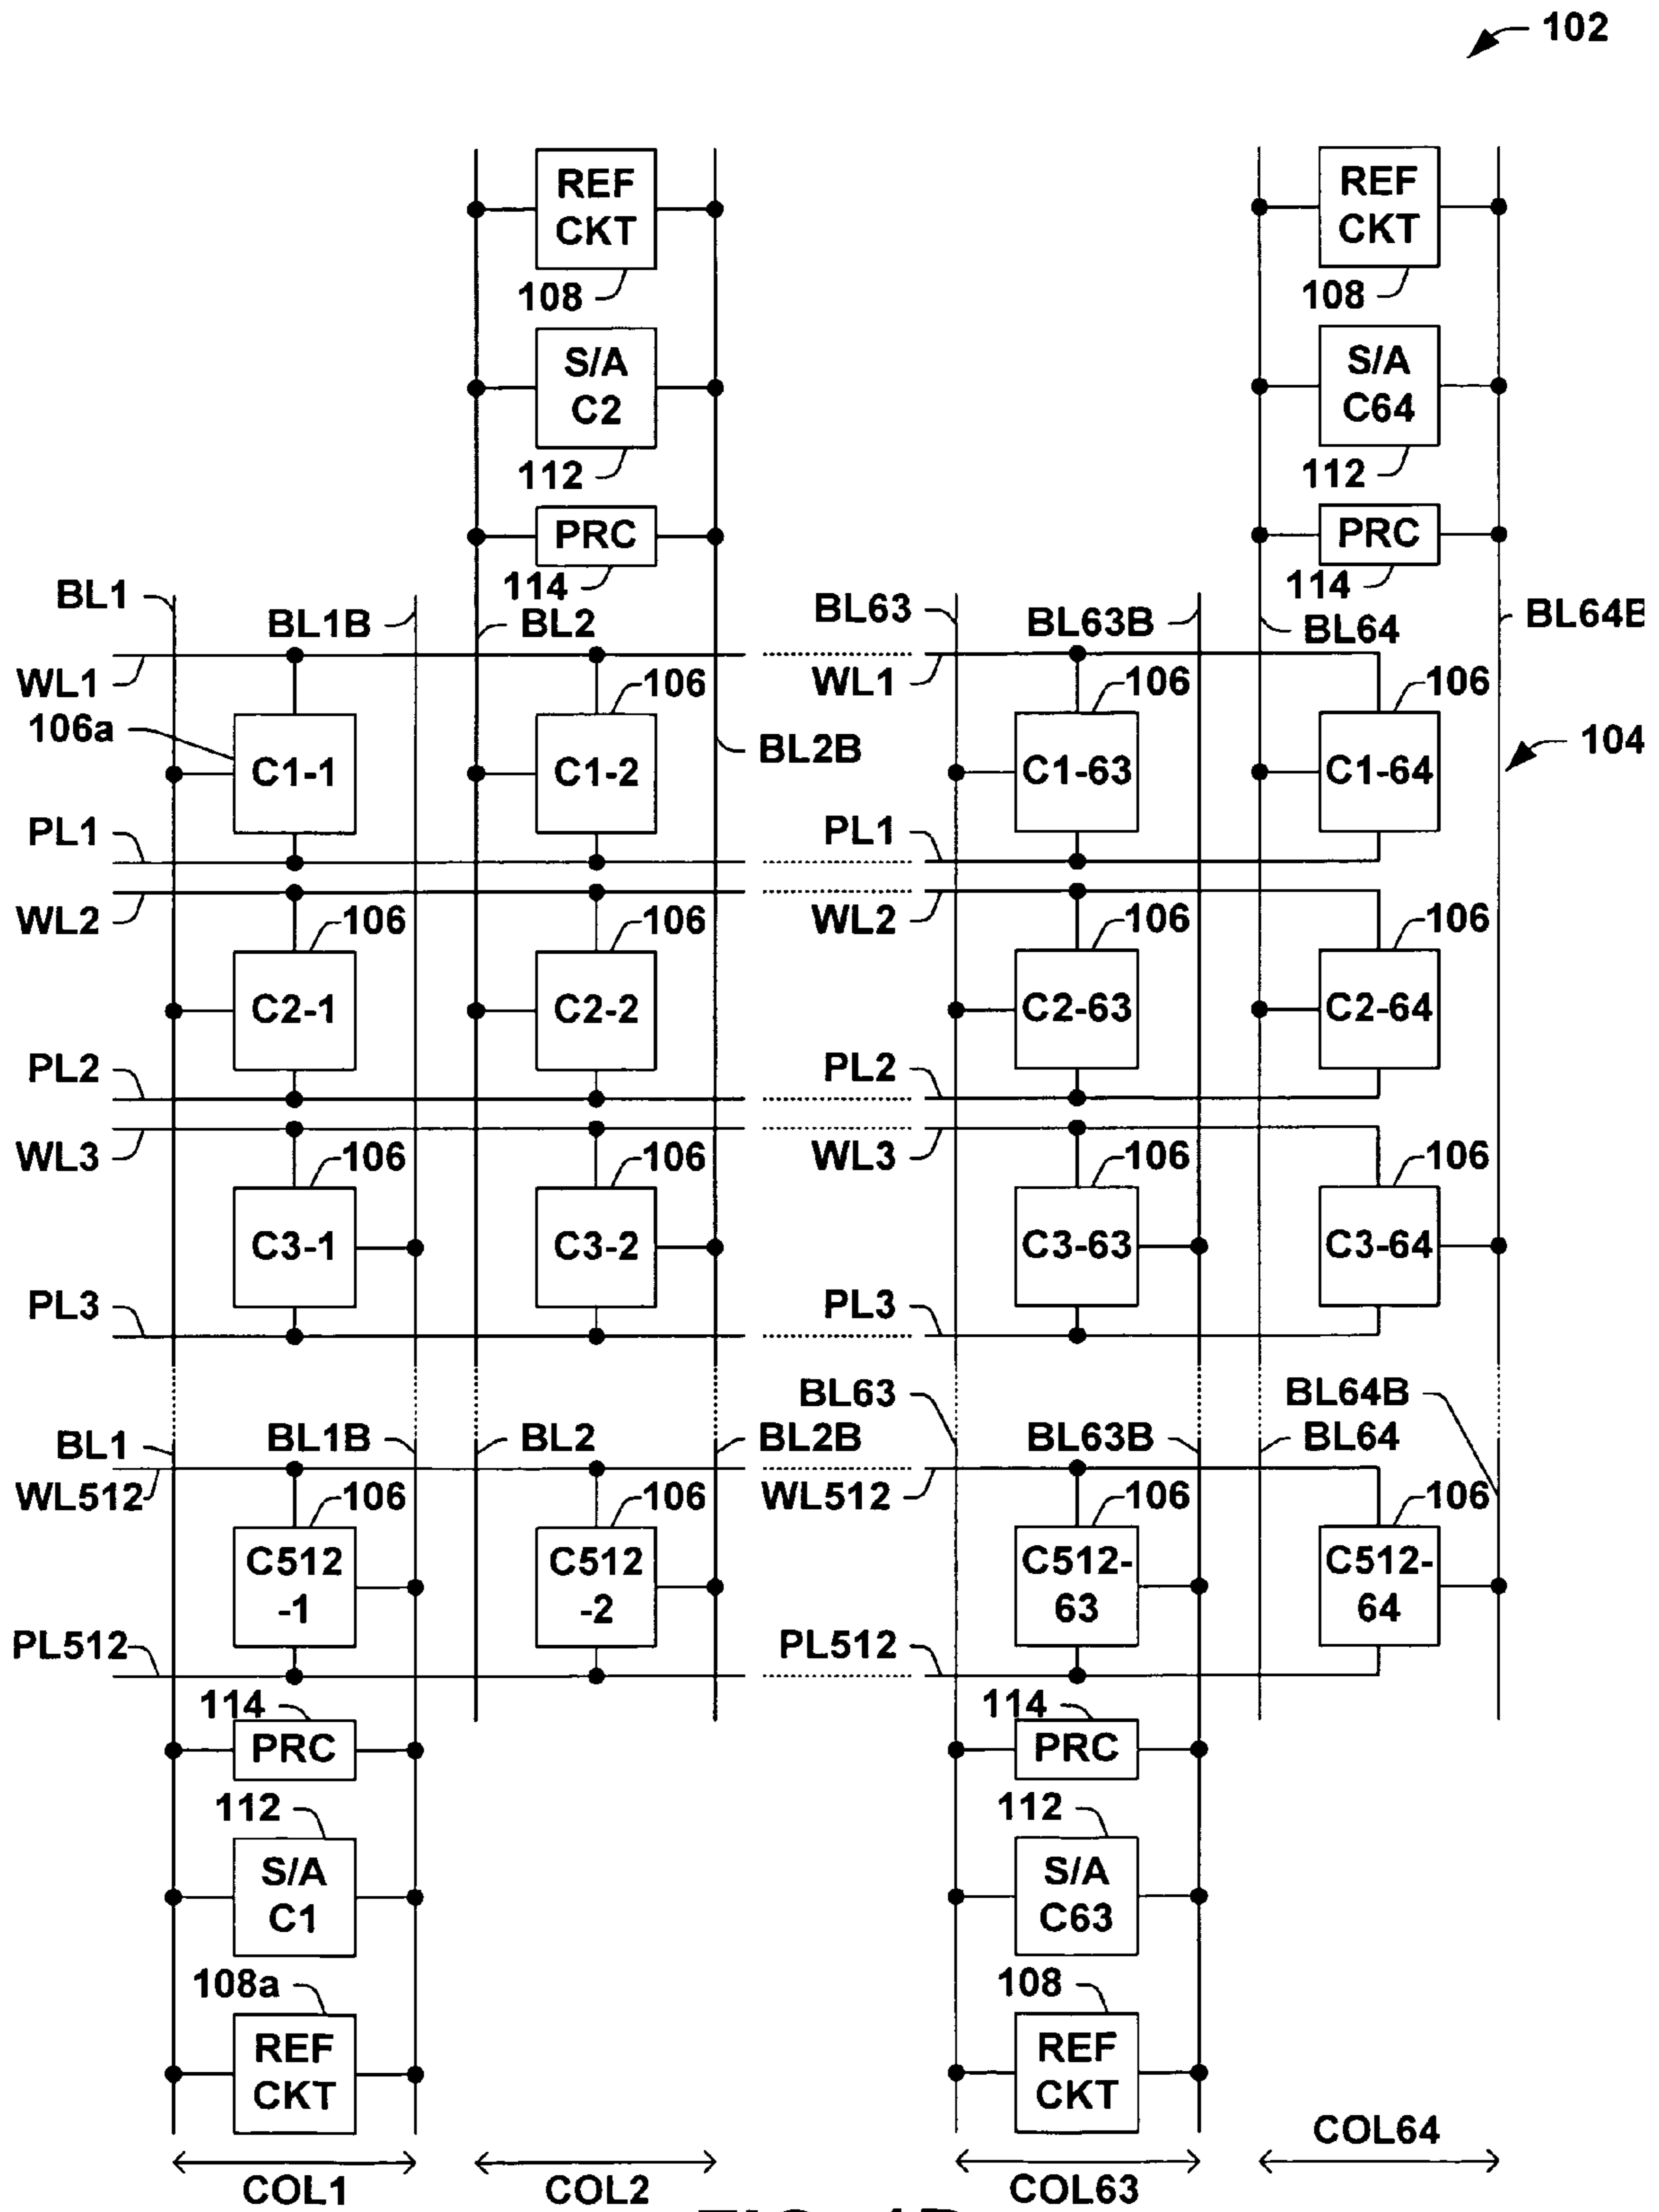 102
REF
CKT
REF
CKT
108
108
S/A
C2
S/A
C64
112
112
PRC
PRC
114
114
BL1
BL1B
BL2
BL63
BL63B
BL64
BL64B
WL1
106
WL1
106
106
106a
C1-1
C1-2
BL2B
C1-63
C1-64
104
PL1
PL1
WL2
106
106
WL2
106
106
C2-1
C2-2
C2-63
C2-64
PL2
PL2
WL3
106
106
WL3
106
106
C3-1
C3-2
C3-63
C3-64
PL3
PL3
BL63
BL64B
BL1
BL1B
BL2
BL2B
BL63B
BL64
WL512
106
106
WL512
106
106
C512
-1
C512
-2
C512-
63
C512-
64
PL512
PL512
114
114
PRC
PRC
112
112
S/A
C1
S/A
C63
108a
108
REF
CKT
REF
CKT
COL64
COL1
COL2
COL63